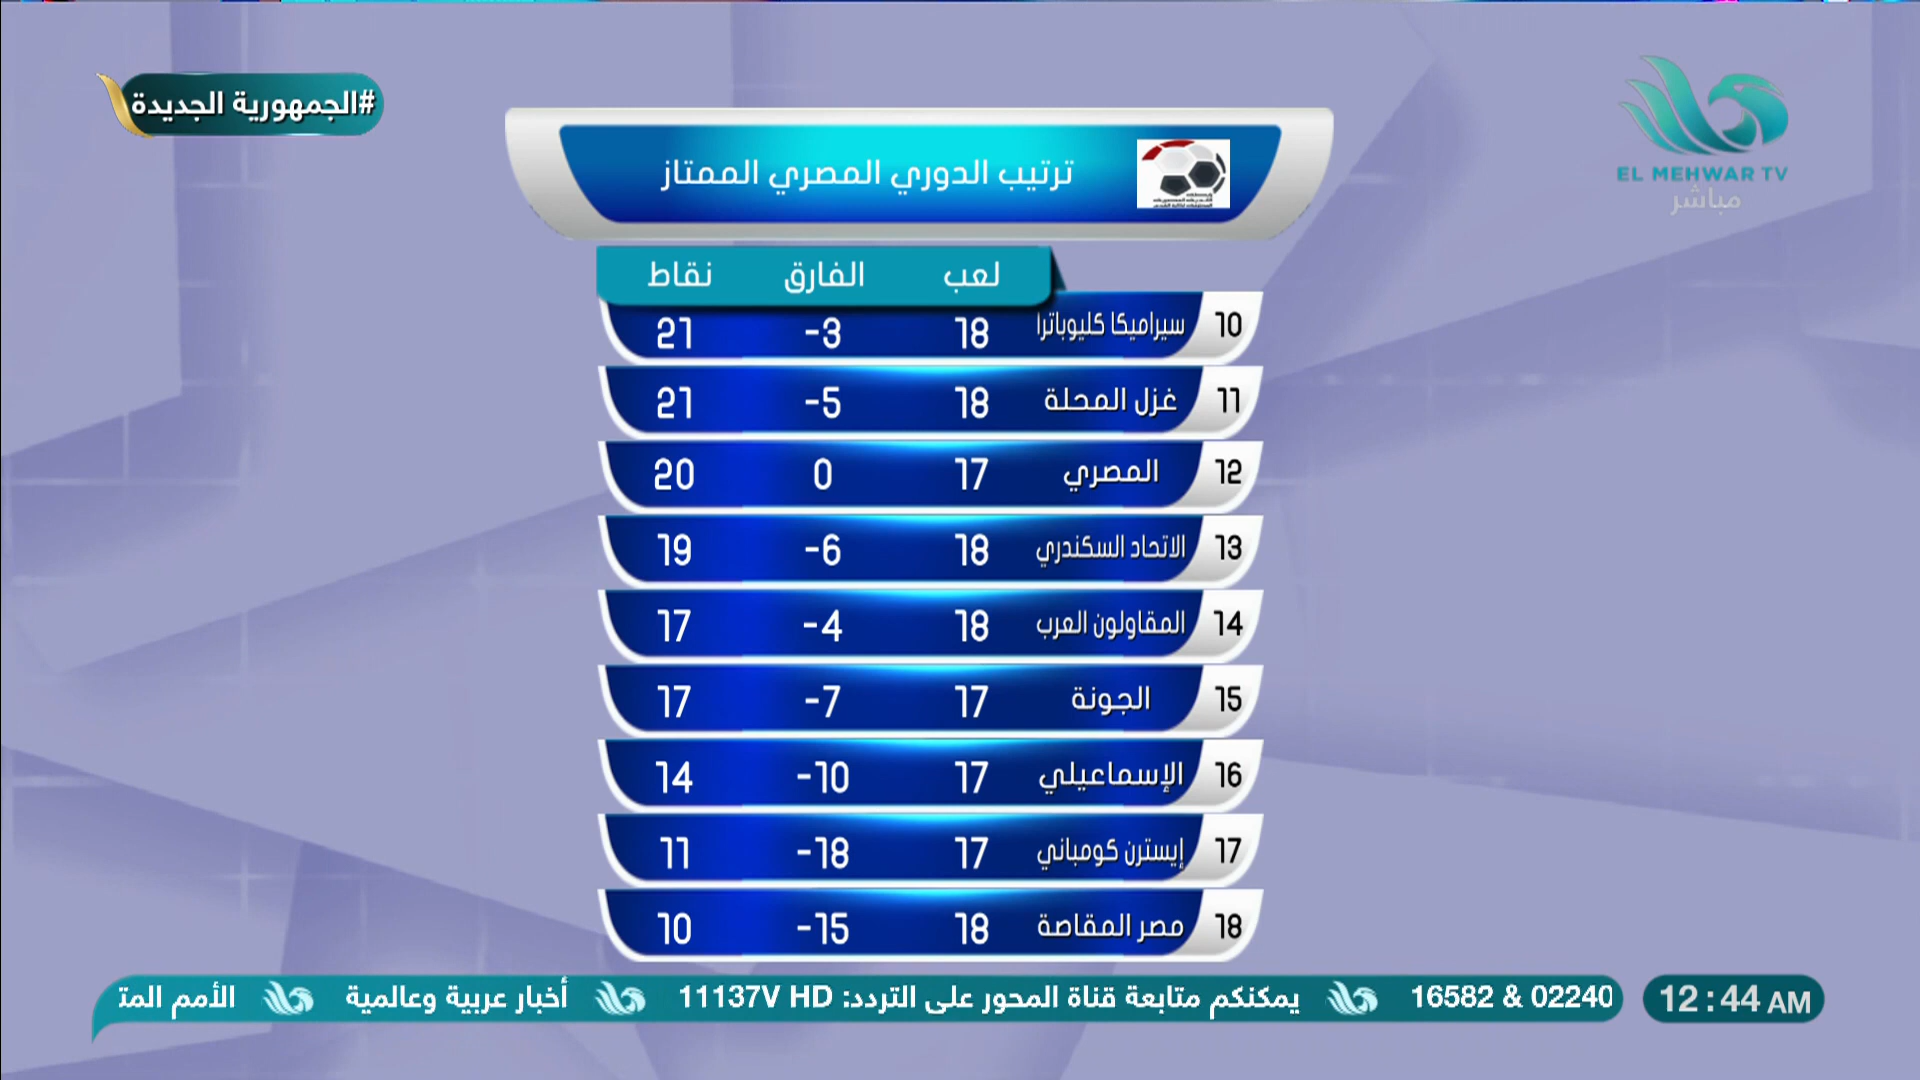 #الجمهورية الجديدة
EL MEHWAR TV
مباشر
ترتيب الدوري المصري الممتاز
لعب الفارق نقاط
10 سيراميكا كليوباترا 18 -3 21
11 غزل المحلة 18 -5 21
12 المصري 17 0 20
13 الاتحاد السكندري 18 -6 19
14 المقاولون العرب 18 -4 17
15 الجونة 17 -7 17
16 الإسماعيلي 17 -10 14
17 إيسترن كومباني 17 -18 11
18 مصر المقاصة 18 -15 10
16582 & 02240 يمكنكم متابعة قناة المحور على التردد: 11137V HD أخبار عربية وعالمية الأمم المت
12:44 AM